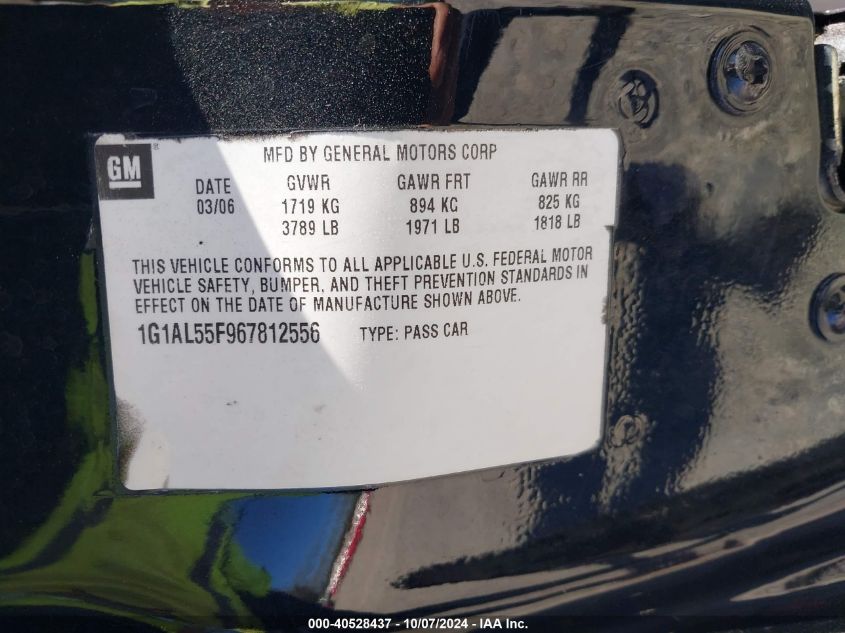 GM ®
MFD BY GENERAL MOTORS CORP
DATE GVWR GAWR FRT GAWR RR
03/06 1719 KG 894 KG 825 KG
3789 LB 1971 LB 1818 LB
THIS VEHICLE CONFORMS TO ALL APPLICABLE U.S. FEDERAL MOTOR
VEHICLE SAFETY, BUMPER, AND THEFT PREVENTION STANDARDS IN
EFFECT ON THE DATE OF MANUFACTURE SHOWN ABOVE.
1G1AL55F967812556 TYPE: PASS CAR
000-40528437 - 10/07/2024 - IAA Inc.